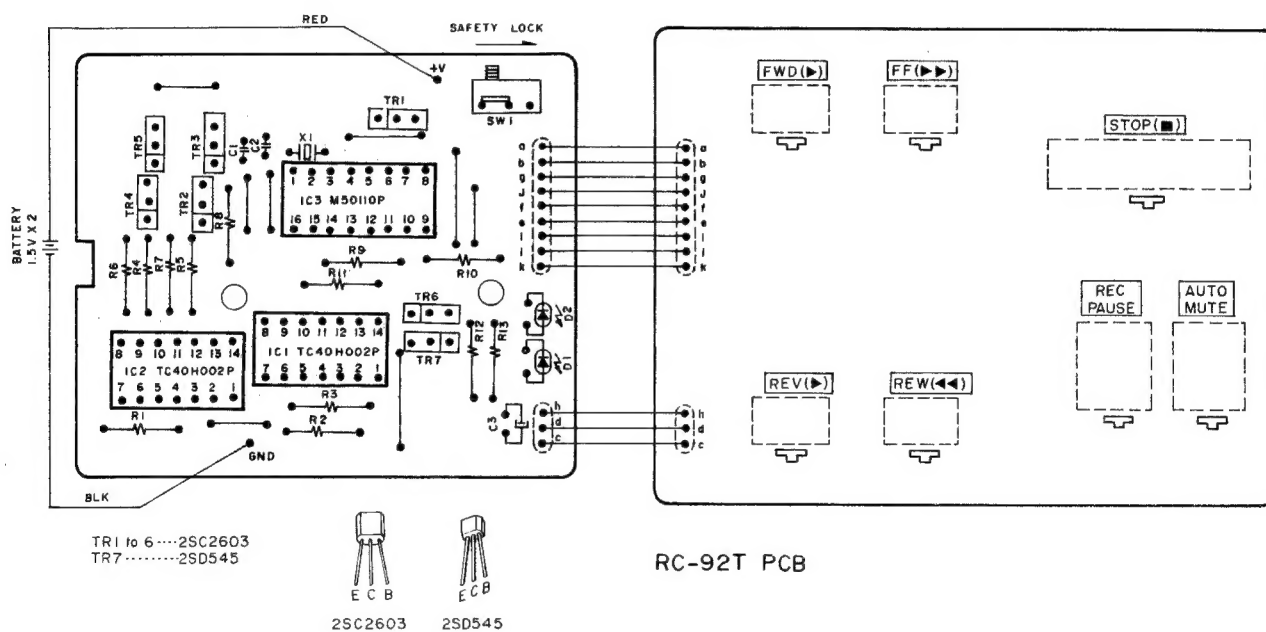 RED
SAFETY LOCK
+V
TR1
SW1
TR5
TR3
C1
C2
X1
1 2 3 4 5 6 7 8
IC3 M50110P
16 15 14 13 12 11 10 9
TR4
TR2
R8
BATTERY
1.5V X 2
R6
R4
R7
R5
R9
R11
R10
a
b
g
J
f
e
l
i
k
a
b
g
J
f
e
l
i
k
TR6
TR7
R12
R13
D2
D1
8 9 10 11 12 13 14
IC1 TC40H002P
7 6 5 4 3 2 1
8 9 10 11 12 13 14
IC2 TC40H002P
7 6 5 4 3 2 1
R1
R3
R2
GND
C3
h
d
c
h
d
c
BLK
FWD(▶)
FF(▶▶)
STOP(■)
REC
PAUSE
AUTO
MUTE
REV(▶)
REW(◀◀)
TR1 to 6----2SC2603
TR7---------2SD545
E C B
2SC2603
E C B
2SD545
RC-92T PCB